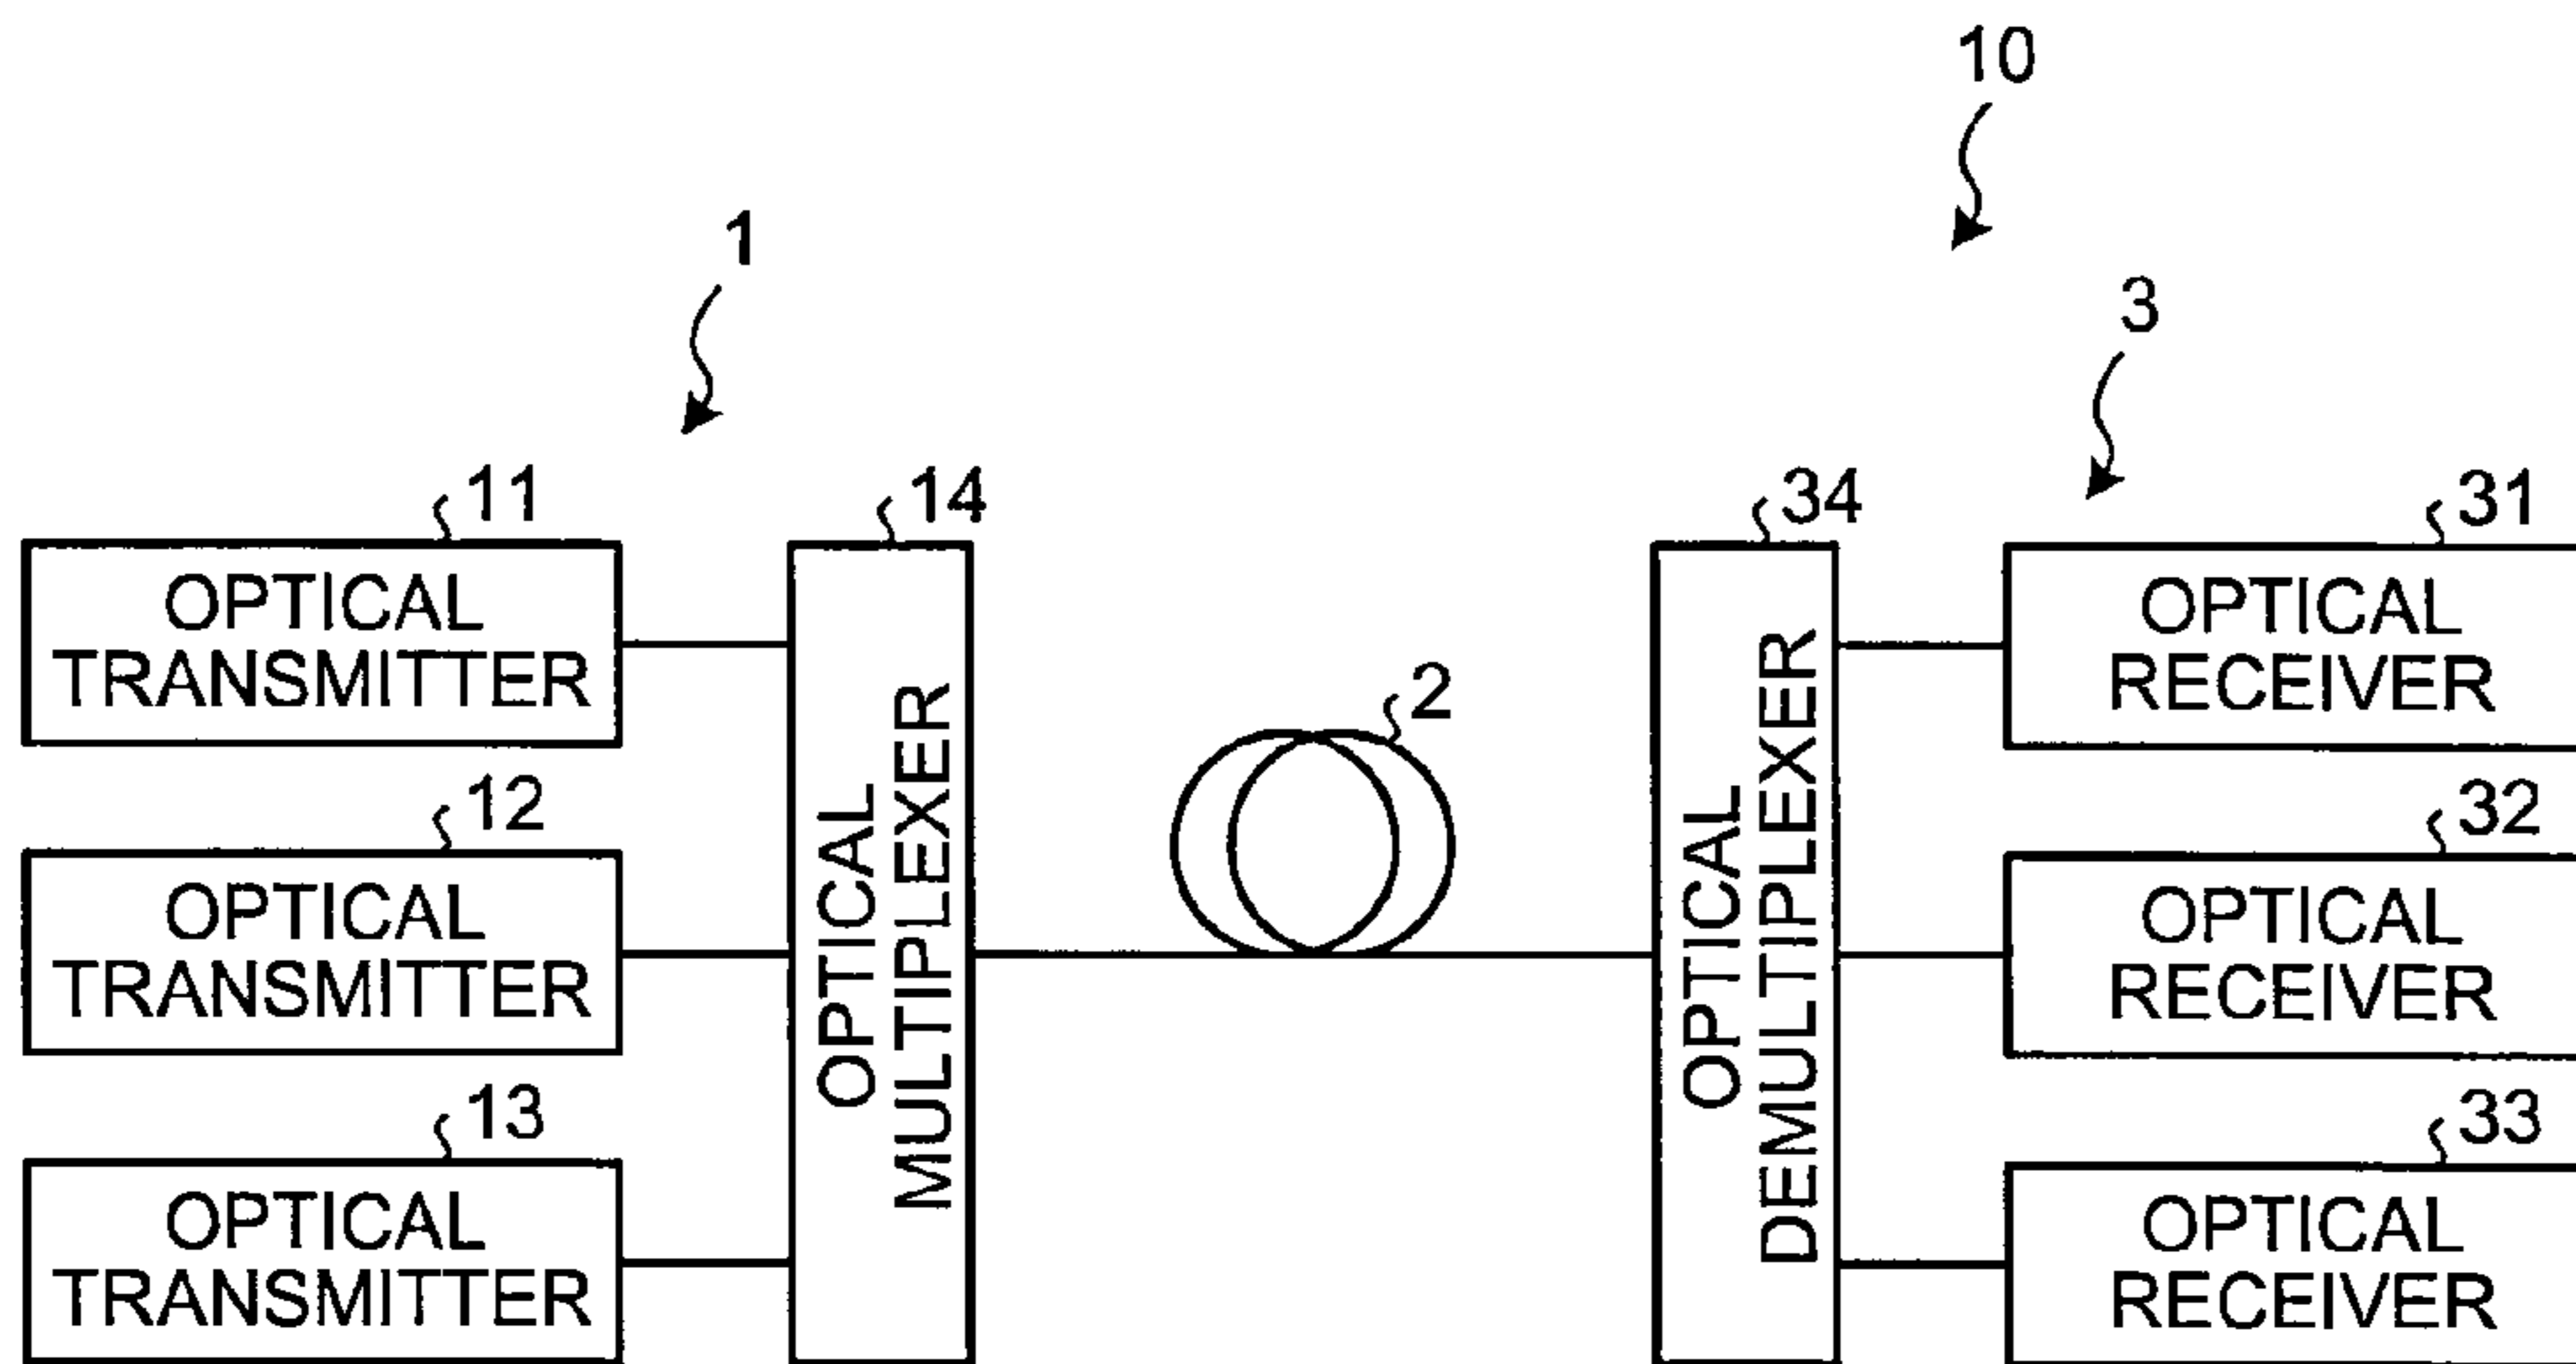 10
1
3
11
14
34
31
OPTICAL
TRANSMITTER
OPTICAL
RECEIVER
2
12
32
OPTICAL
TRANSMITTER
OPTICAL
MULTIPLEXER
OPTICAL
DEMULTIPLEXER
OPTICAL
RECEIVER
13
33
OPTICAL
TRANSMITTER
OPTICAL
RECEIVER